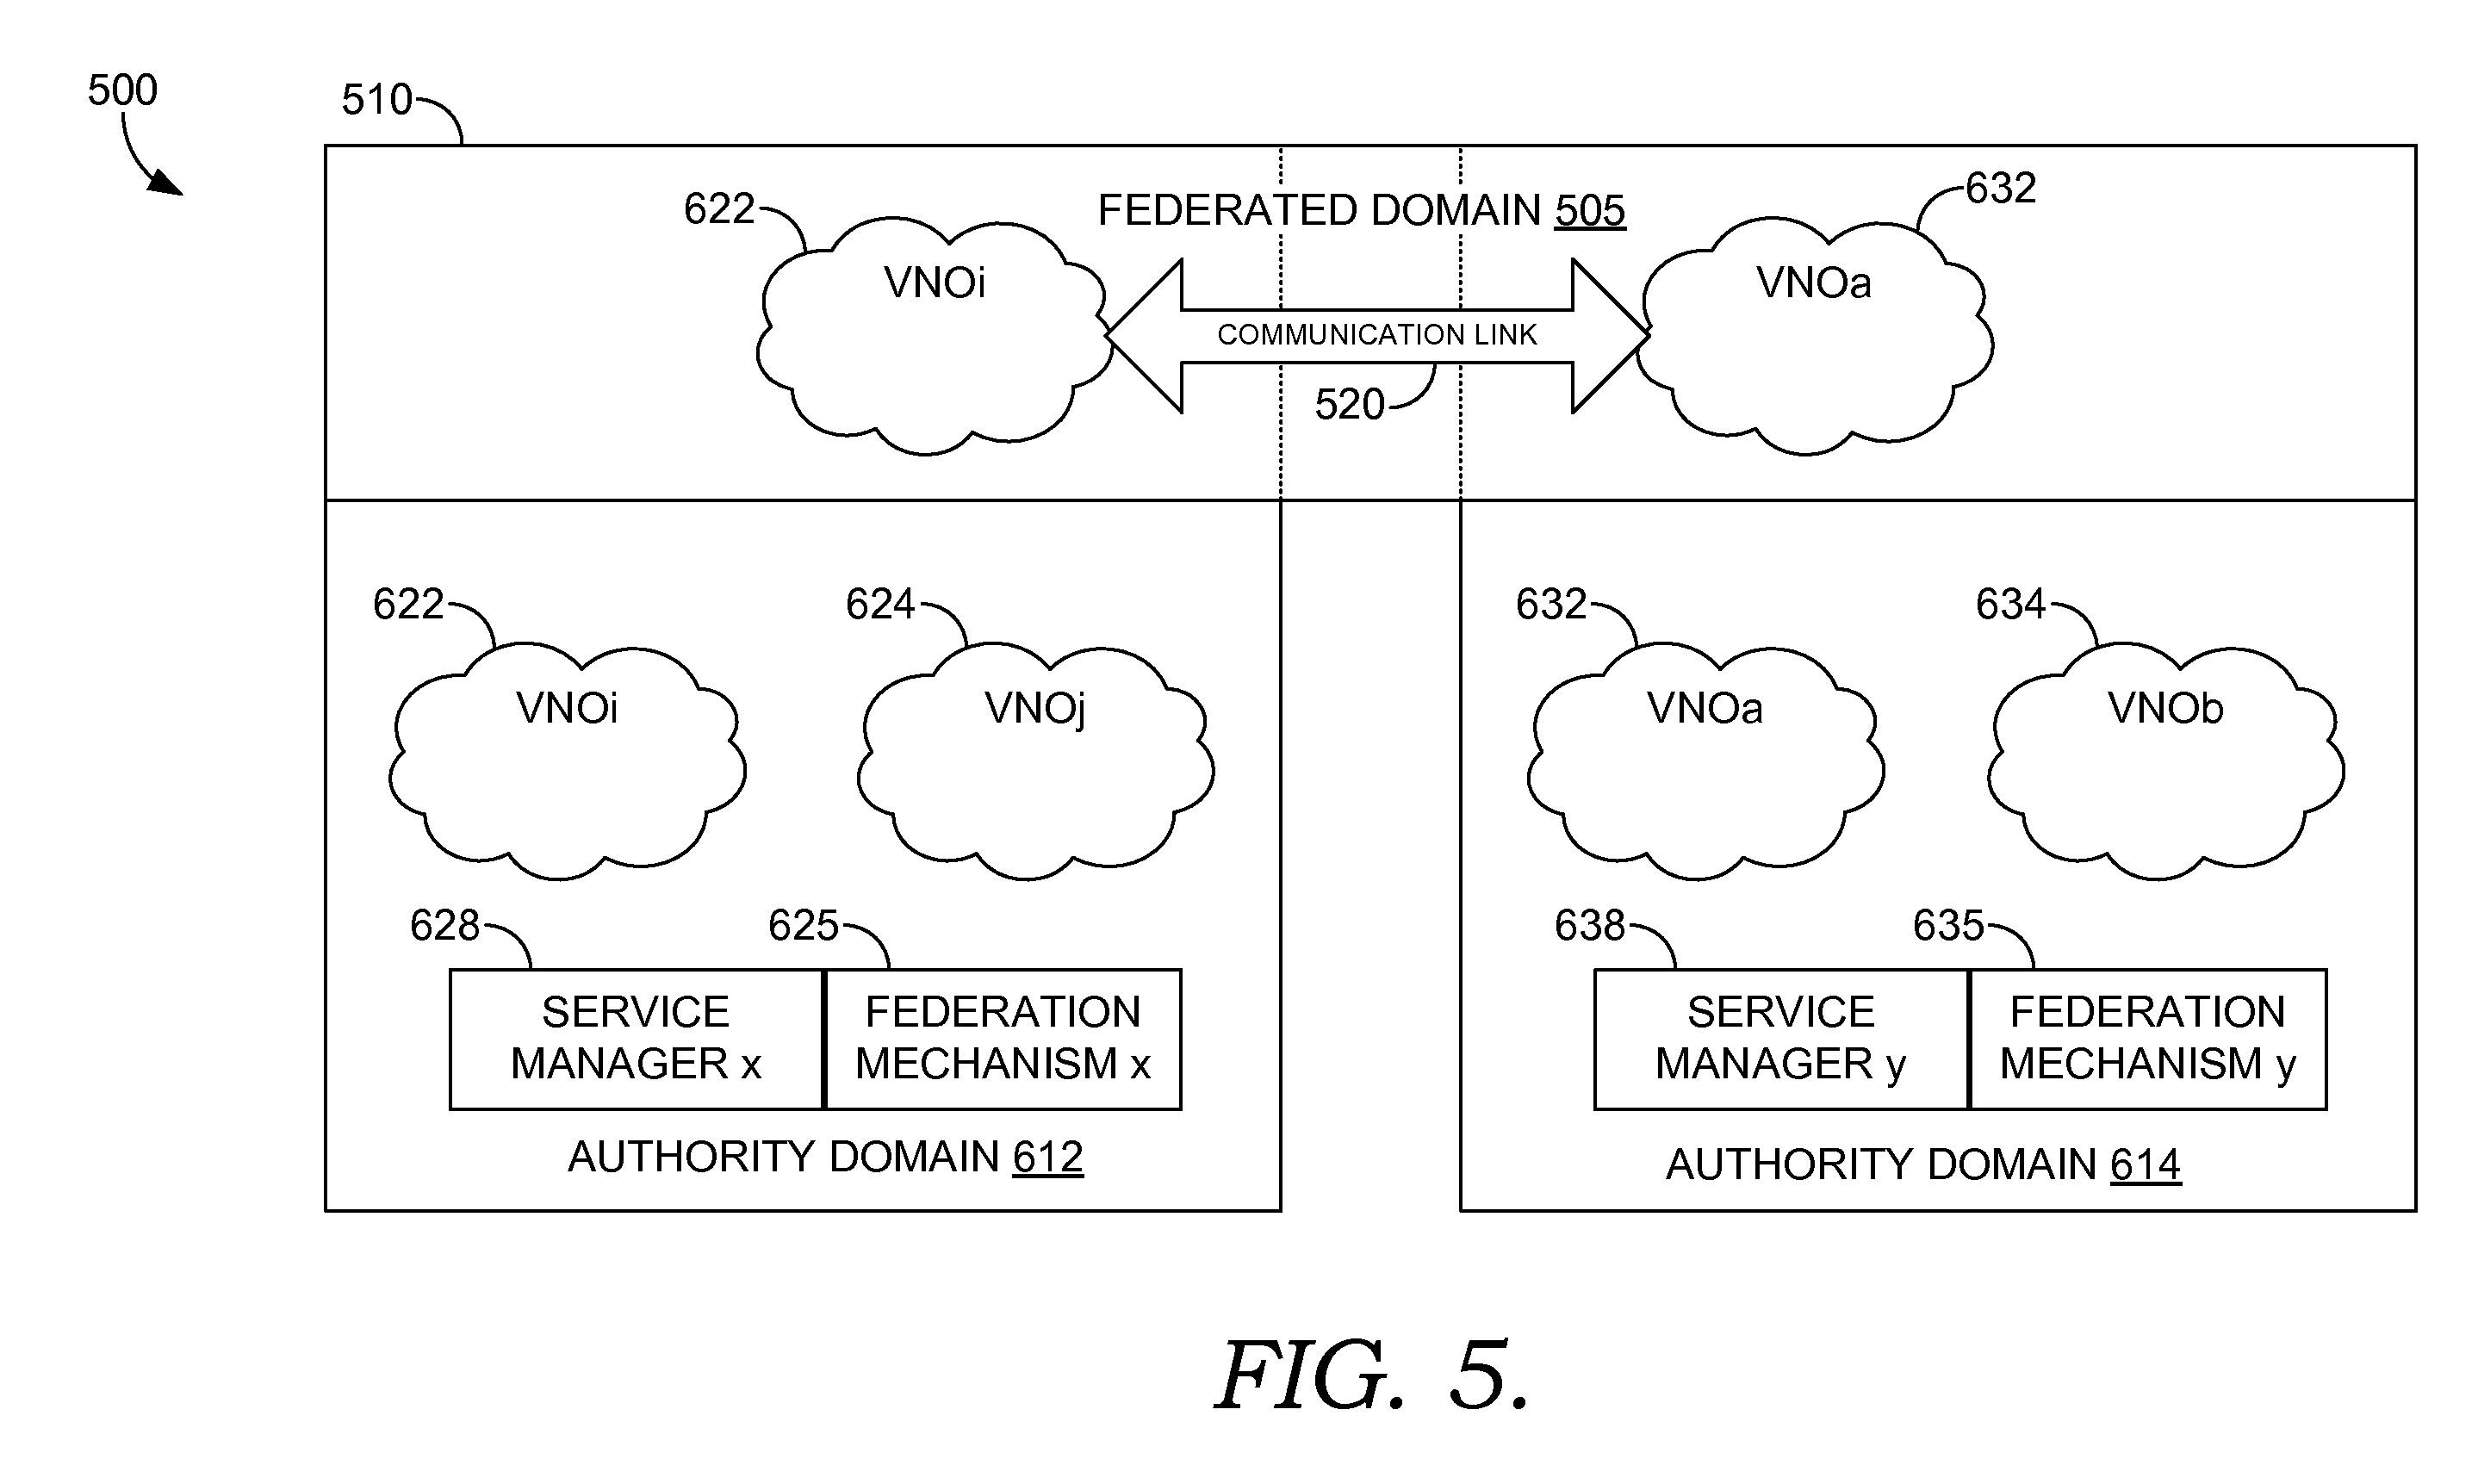 500
510
622
FEDERATED DOMAIN 505
632
VNOi
VNOa
COMMUNICATION LINK
520
622
624
632
634
VNOi
VNOj
VNOa
VNOb
628
625
638
635
SERVICE
MANAGER x
FEDERATION
MECHANISM x
SERVICE
MANAGER y
FEDERATION
MECHANISM y
AUTHORITY DOMAIN 612
AUTHORITY DOMAIN 614
FIG. 5.